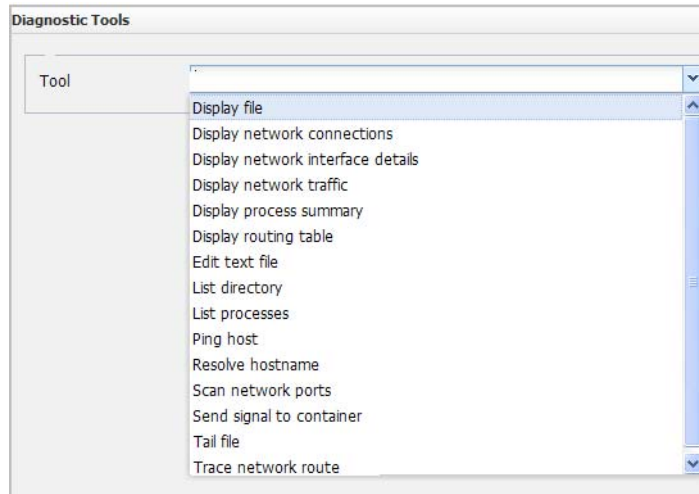 Diagnostic Tools
Tool
Display file
Display network connections
Display network interface details
Display network traffic
Display process summary
Display routing table
Edit text file
List directory
List processes
Ping host
Resolve hostname
Scan network ports
Send signal to container
Tail file
Trace network route